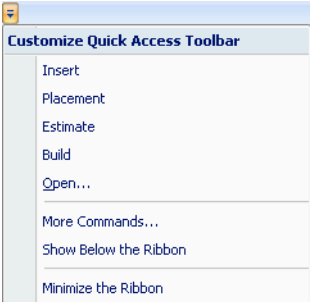 Customize Quick Access Toolbar
Insert
Placement
Estimate
Build
Open...
More Commands...
Show Below the Ribbon
Minimize the Ribbon